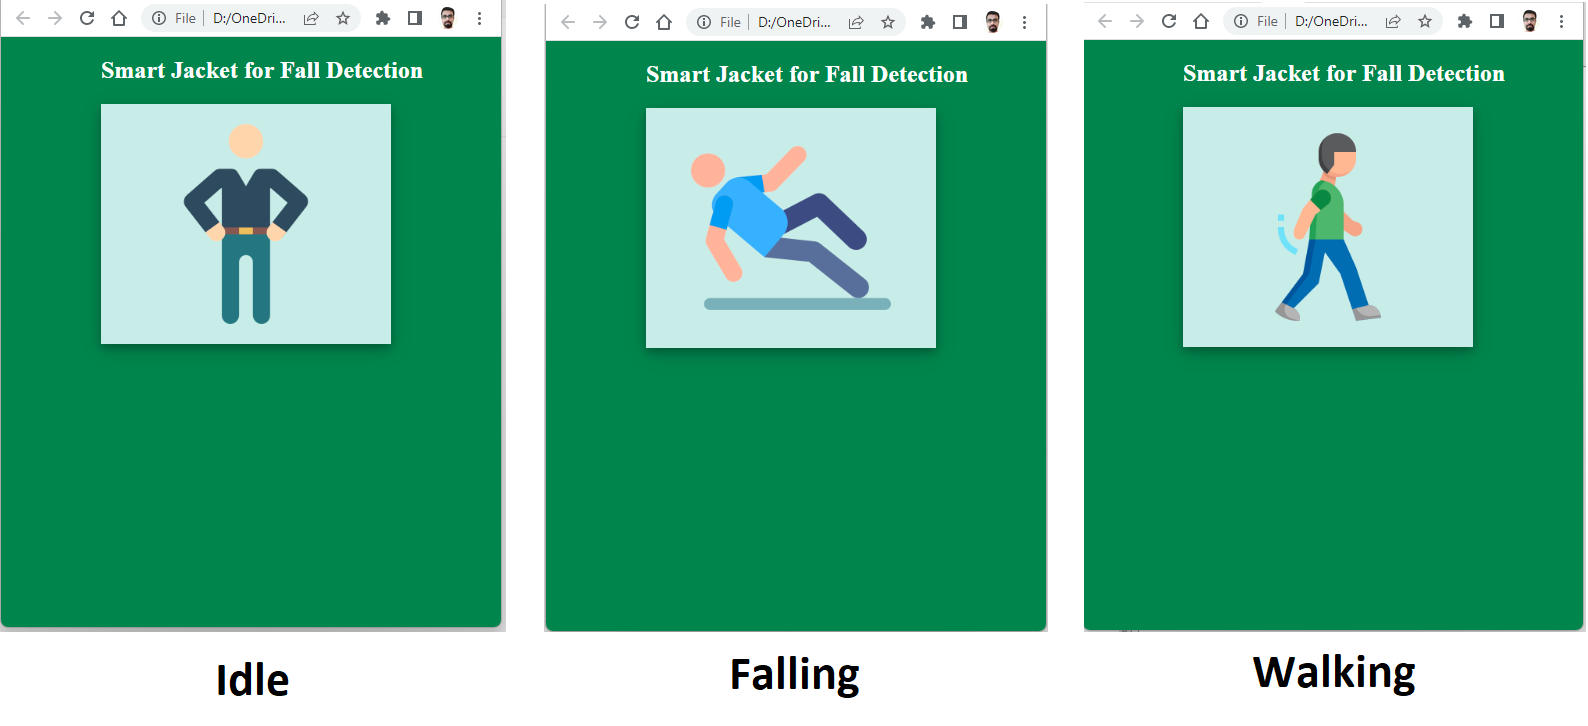 File D:/OneDri...
Smart Jacket for Fall Detection
Idle
File D:/OneDri...
Smart Jacket for Fall Detection
Falling
File D:/OneDri...
Smart Jacket for Fall Detection
Walking